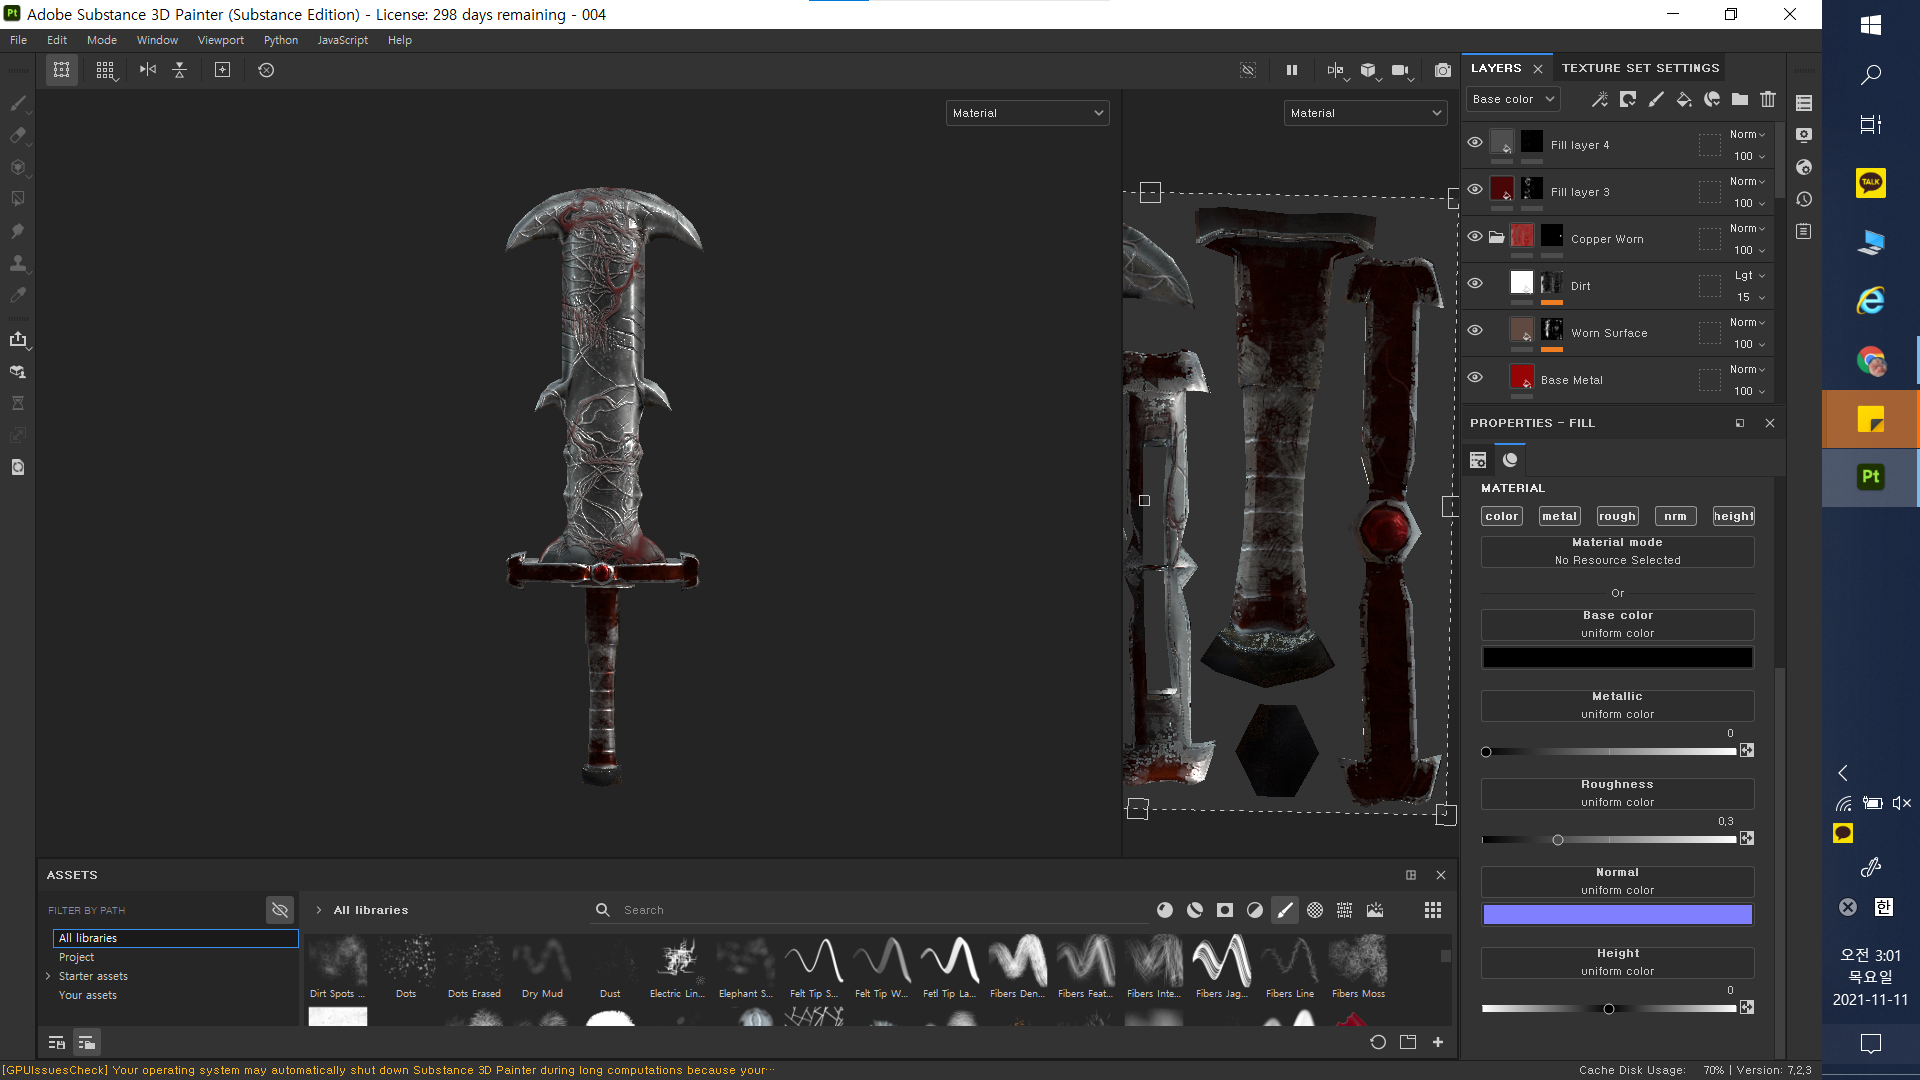 Pt Adobe Substance 3D Painter (Substance Edition) - License: 298 days remaining - 004
File Edit Mode Window Viewport Python JavaScript Help
Material
Material
LAYERS
TEXTURE SET SETTINGS
Base color
Fill layer 4
Norm
100
Fill layer 3
Norm
100
Copper Worn
Norm
100
Dirt
Lgt
15
Worn Surface
Norm
100
Base Metal
Norm
100
PROPERTIES - FILL
MATERIAL
color metal rough nrm height
Material mode
No Resource Selected
Or
Base color
uniform color
Metallic
uniform color
0
Roughness
uniform color
0,3
Normal
uniform color
Height
uniform color
0
ASSETS
FILTER BY PATH
All libraries
Project
Starter assets
Your assets
All libraries
Search
Dirt Spots ...
Dots
Dots Erased
Dry Mud
Dust
Electric Lin...
Elephant S...
Felt Tip S...
Felt Tip W...
Fetl Tip La...
Fibers Den...
Fibers Feat...
Fibers Inte...
Fibers Jag...
Fibers Line
Fibers Moss
[GPUIssuesCheck] Your operating system may automatically shut down Substance 3D Painter during long computations because your...
Cache Disk Usage: 70% | Version: 7,2,3
TALK
Pt
한
오전 3:01
목요일
2021-11-11